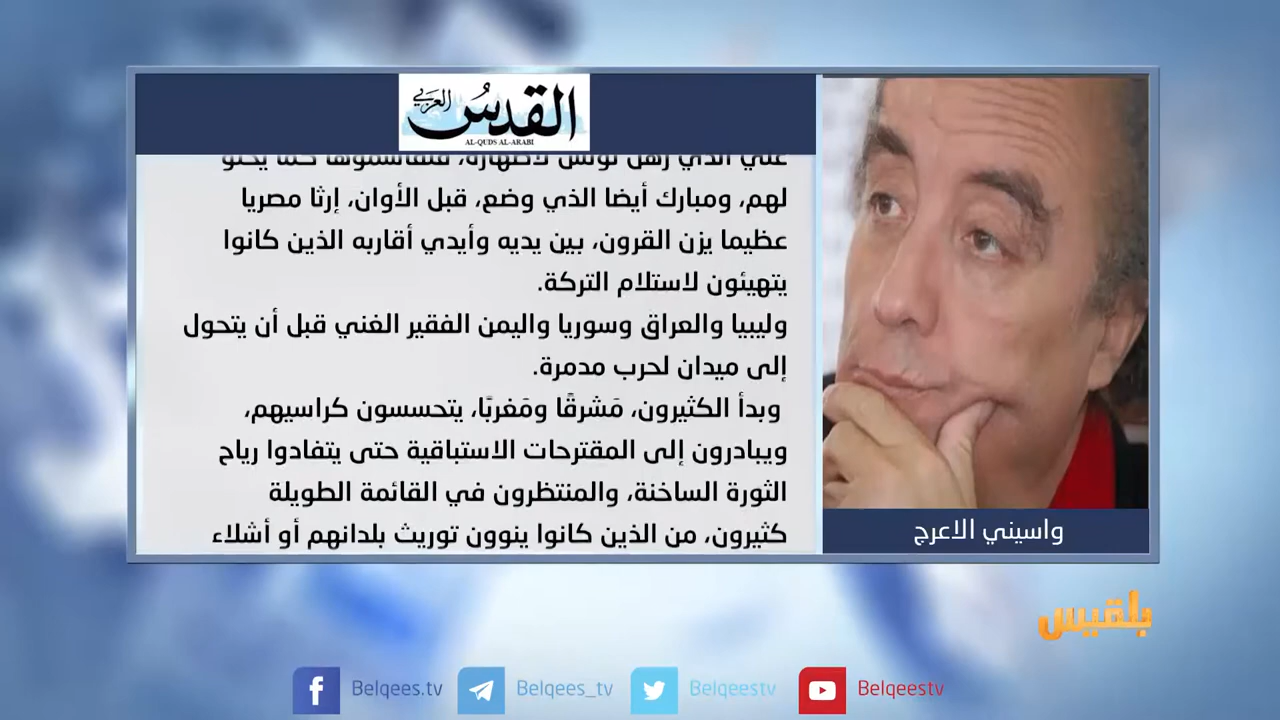 القدس العربي
AL-QUDS AL-ARABI
لهم، ومبارك أيضا الذي وضع، قبل الأوان، إرثا مصريا
عظيما يزن القرون، بين يديه وأيدي أقاربه الذين كانوا
يتهيئون لاستلام التركة.
وليبيا والعراق وسوريا واليمن الفقير الغني قبل أن يتحول
إلى ميدان لحرب مدمرة.
وبدأ الكثيرون، مَشرقًا ومَغربًا، يتحسسون كراسيهم،
ويبادرون إلى المقترحات الاستباقية حتى يتفادوا رياح
الثورة الساخنة، والمنتظرون في القائمة الطويلة
كثيرون، من الذين كانوا ينوون توريث بلدانهم أو أشلاء
واسيني الاعرج
بلقيس
Belqees.tv
Belqees_tv
Belqeestv
Belqeestv